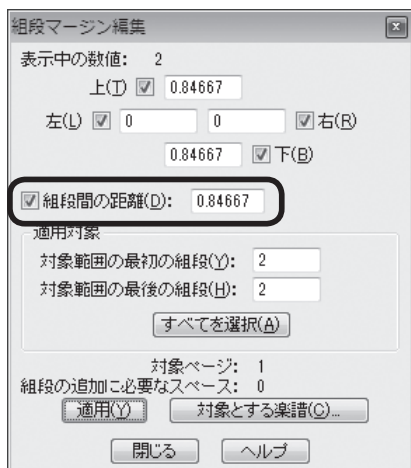 組段マージン編集
表示中の数値: 2
上(T) 0.84667
左(L) 0 0 右(R)
0.84667 下(B)
組段間の距離(D): 0.84667
適用対象
対象範囲の最初の組段(Y): 2
対象範囲の最後の組段(H): 2
すべてを選択(A)
対象ページ: 1
組段の追加に必要なスペース: 0
適用(Y) 対象とする楽譜(C)...
閉じる ヘルプ